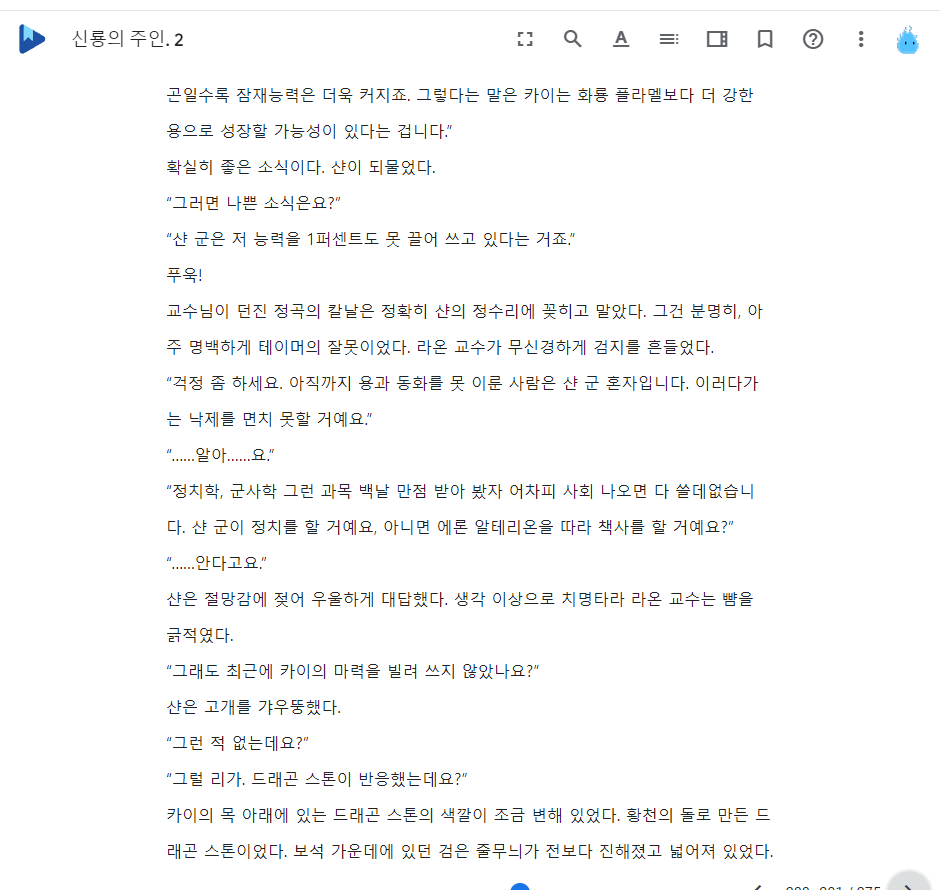 신룡의 주인. 2
곤일수록 잠재능력은 더욱 커지죠. 그렇다는 말은 카이는 화룡 플라멜보다 더 강한
용으로 성장할 가능성이 있다는 겁니다.”
확실히 좋은 소식이다. 샨이 되물었다.
“그러면 나쁜 소식은요?”
“샨 군은 저 능력을 1퍼센트도 못 끌어 쓰고 있다는 거죠.”
푸욱!
교수님이 던진 정곡의 칼날은 정확히 샨의 정수리에 꽂히고 말았다. 그건 분명히, 아
주 명백하게 테이머의 잘못이었다. 라온 교수가 무신경하게 검지를 흔들었다.
“걱정 좀 하세요. 아직까지 용과 동화를 못 이룬 사람은 샨 군 혼자입니다. 이러다가
는 낙제를 면치 못할 거예요.”
“……알아……요.”
“정치학, 군사학 그런 과목 백날 만점 받아 봤자 어차피 사회 나오면 다 쓸데없습니
다. 샨 군이 정치를 할 거예요, 아니면 에론 알테리온을 따라 책사를 할 거예요?”
“……안다고요.”
샨은 절망감에 젖어 우울하게 대답했다. 생각 이상으로 치명타라 라온 교수는 뺨을
긁적였다.
“그래도 최근에 카이의 마력을 빌려 쓰지 않았나요?”
샨은 고개를 갸우뚱했다.
“그런 적 없는데요?”
“그럴 리가. 드래곤 스톤이 반응했는데요?”
카이의 목 아래에 있는 드래곤 스톤의 색깔이 조금 변해 있었다. 황천의 돌로 만든 드
래곤 스톤이었다. 보석 가운데에 있던 검은 줄무늬가 전보다 진해졌고 넓어져 있었다.